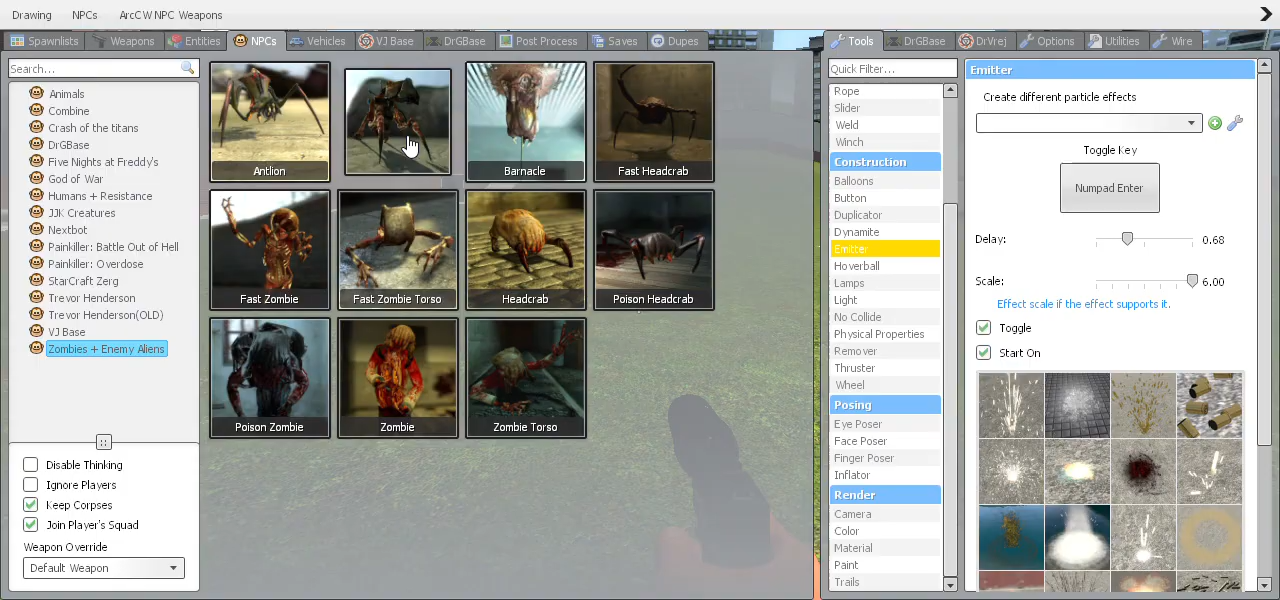 Drawing NPCs ArcCW NPC Weapons
Spawnlists Weapons Entities NPCs Vehicles VJ Base DrGBase Post Process Saves Dupes
Search...
Animals
Combine
Crash of the titans
DrGBase
Five Nights at Freddy's
God of War
Humans + Resistance
JJK Creatures
Nextbot
Painkiller: Battle Out of Hell
Painkiller: Overdose
StarCraft Zerg
Trevor Henderson
Trevor Henderson(OLD)
VJ Base
Zombies + Enemy Aliens
Disable Thinking
Ignore Players
Keep Corpses
Join Player's Squad
Weapon Override
Default Weapon
Antlion
Barnacle
Fast Headcrab
Fast Zombie
Fast Zombie Torso
Headcrab
Poison Headcrab
Poison Zombie
Zombie
Zombie Torso
Tools DrGBase DrVrej Options Utilities Wire
Quick Filter...
Rope
Slider
Weld
Winch
Construction
Balloons
Button
Duplicator
Dynamite
Emitter
Hoverball
Lamps
Light
No Collide
Physical Properties
Remover
Thruster
Wheel
Posing
Eye Poser
Face Poser
Finger Poser
Inflator
Render
Camera
Color
Material
Paint
Trails
Emitter
Create different particle effects
Toggle Key
Numpad Enter
Delay: 0.68
Scale: 6.00
Effect scale if the effect supports it.
Toggle
Start On